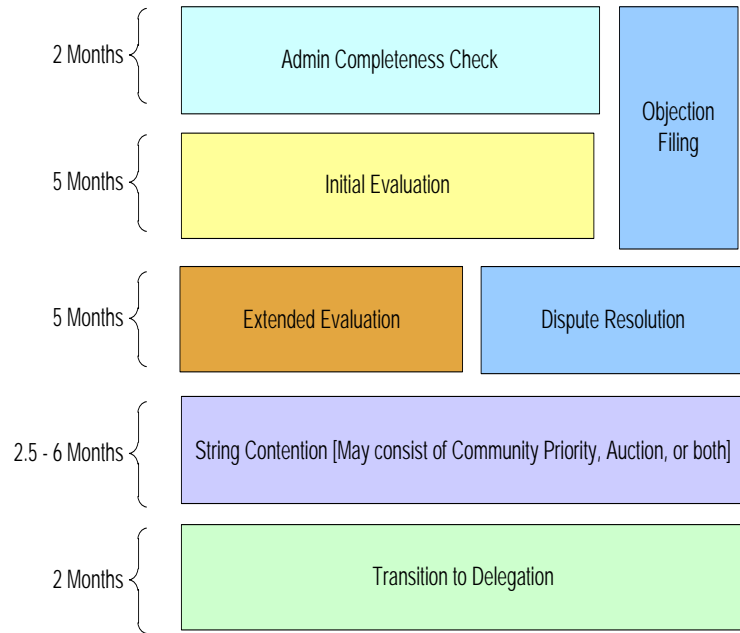 2 Months
Admin Completeness Check
Objection
Filing
5 Months
Initial Evaluation
5 Months
Extended Evaluation
Dispute Resolution
2.5 - 6 Months
String Contention [May consist of Community Priority, Auction, or both]
2 Months
Transition to Delegation